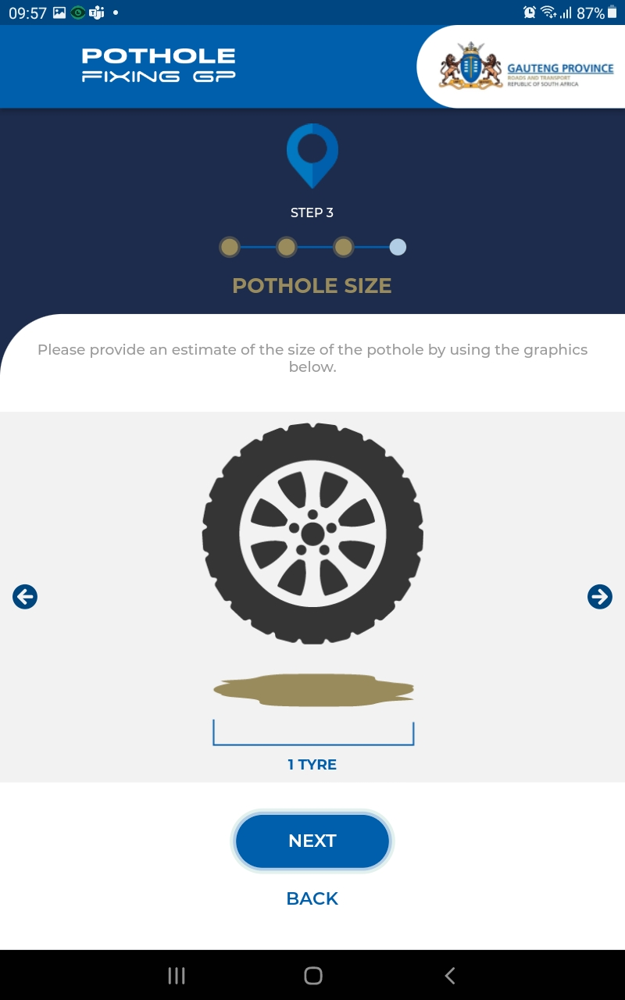 09:57
87%
POTHOLE
FIXING GP
GAUTENG PROVINCE
ROADS AND TRANSPORT
REPUBLIC OF SOUTH AFRICA
STEP 3
POTHOLE SIZE
Please provide an estimate of the size of the pothole by using the graphics
below.
1 TYRE
NEXT
BACK